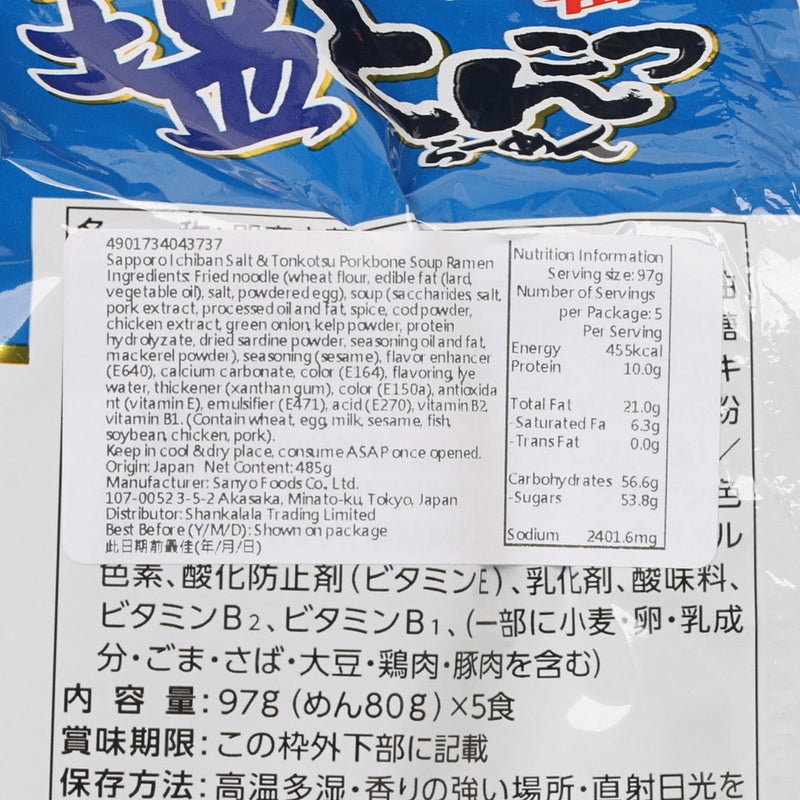 塩とんこつ
らーめん
4901734043737
Sapporo Ichiban Salt & Tonkotsu Porkbone Soup Ramen
Ingredients: Fried noodle (wheat flour, edible fat (lard,
vegetable oil), salt, powdered egg), soup (saccharides, salt,
pork extract, processed oil and fat, spice, cod powder,
chicken extract, green onion, kelp powder, protein
hydrolyzate, dried sardine powder, seasoning oil and fat,
mackerel powder), seasoning (sesame), flavor enhancer
(E640), calcium carbonate, color (E164), flavoring, lye
water, thickener (xanthan gum), color (E150a), antioxida
nt (vitamin E), emulsifier (E471), acid (E270), vitamin B2,
vitamin B1. (Contain wheat, egg, milk, sesame, fish,
soybean, chicken, pork).
Keep in cool & dry place, consume ASAP once opened.
Origin: Japan Net Content: 485g
Manufacturer: Sanyo Foods Co., Ltd.
107-0052 3-5-2 Akasaka, Minato-ku, Tokyo, Japan
Distributor: Shankalala Trading Limited
Best Before (Y/M/D): Shown on package
此日期前最佳(年/月/日)
Nutrition Information
Serving size: 97g
Number of Servings
per Package: 5
Per Serving
Energy 455kcal
Protein 10.0g
Total Fat 21.0g
-Saturated Fa 6.3g
-Trans Fat 0.0g
Carbohydrates 56.6g
-Sugars 53.8g
Sodium 2401.6mg
糖
キ
粉
／
色
ル
色素、酸化防止剤(ビタミンE)、乳化剤、酸味料、
ビタミンB2、ビタミンB1、(一部に小麦・卵・乳成
分・ごま・さば・大豆・鶏肉・豚肉を含む)
内容量:97g(めん80g)×5食
賞味期限:この枠外下部に記載
保存方法:高温多湿・香りの強い場所・直射日光を